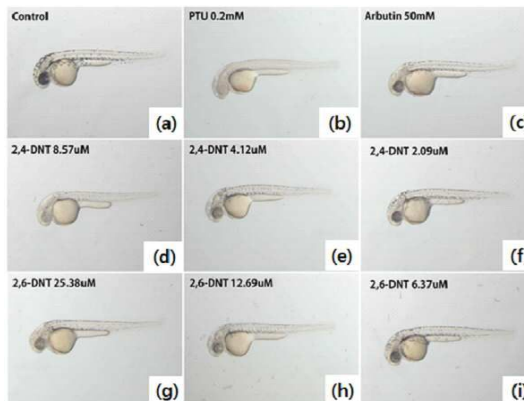 Control
PTU 0.2mM
Arbutin 50mM
(a)
(b)
(c)
2,4-DNT 8.57uM
2,4-DNT 4.12uM
2,4-DNT 2.09uM
(d)
(e)
(f)
2,6-DNT 25.38uM
2,6-DNT 12.69uM
2,6-DNT 6.37uM
(g)
(h)
(i)